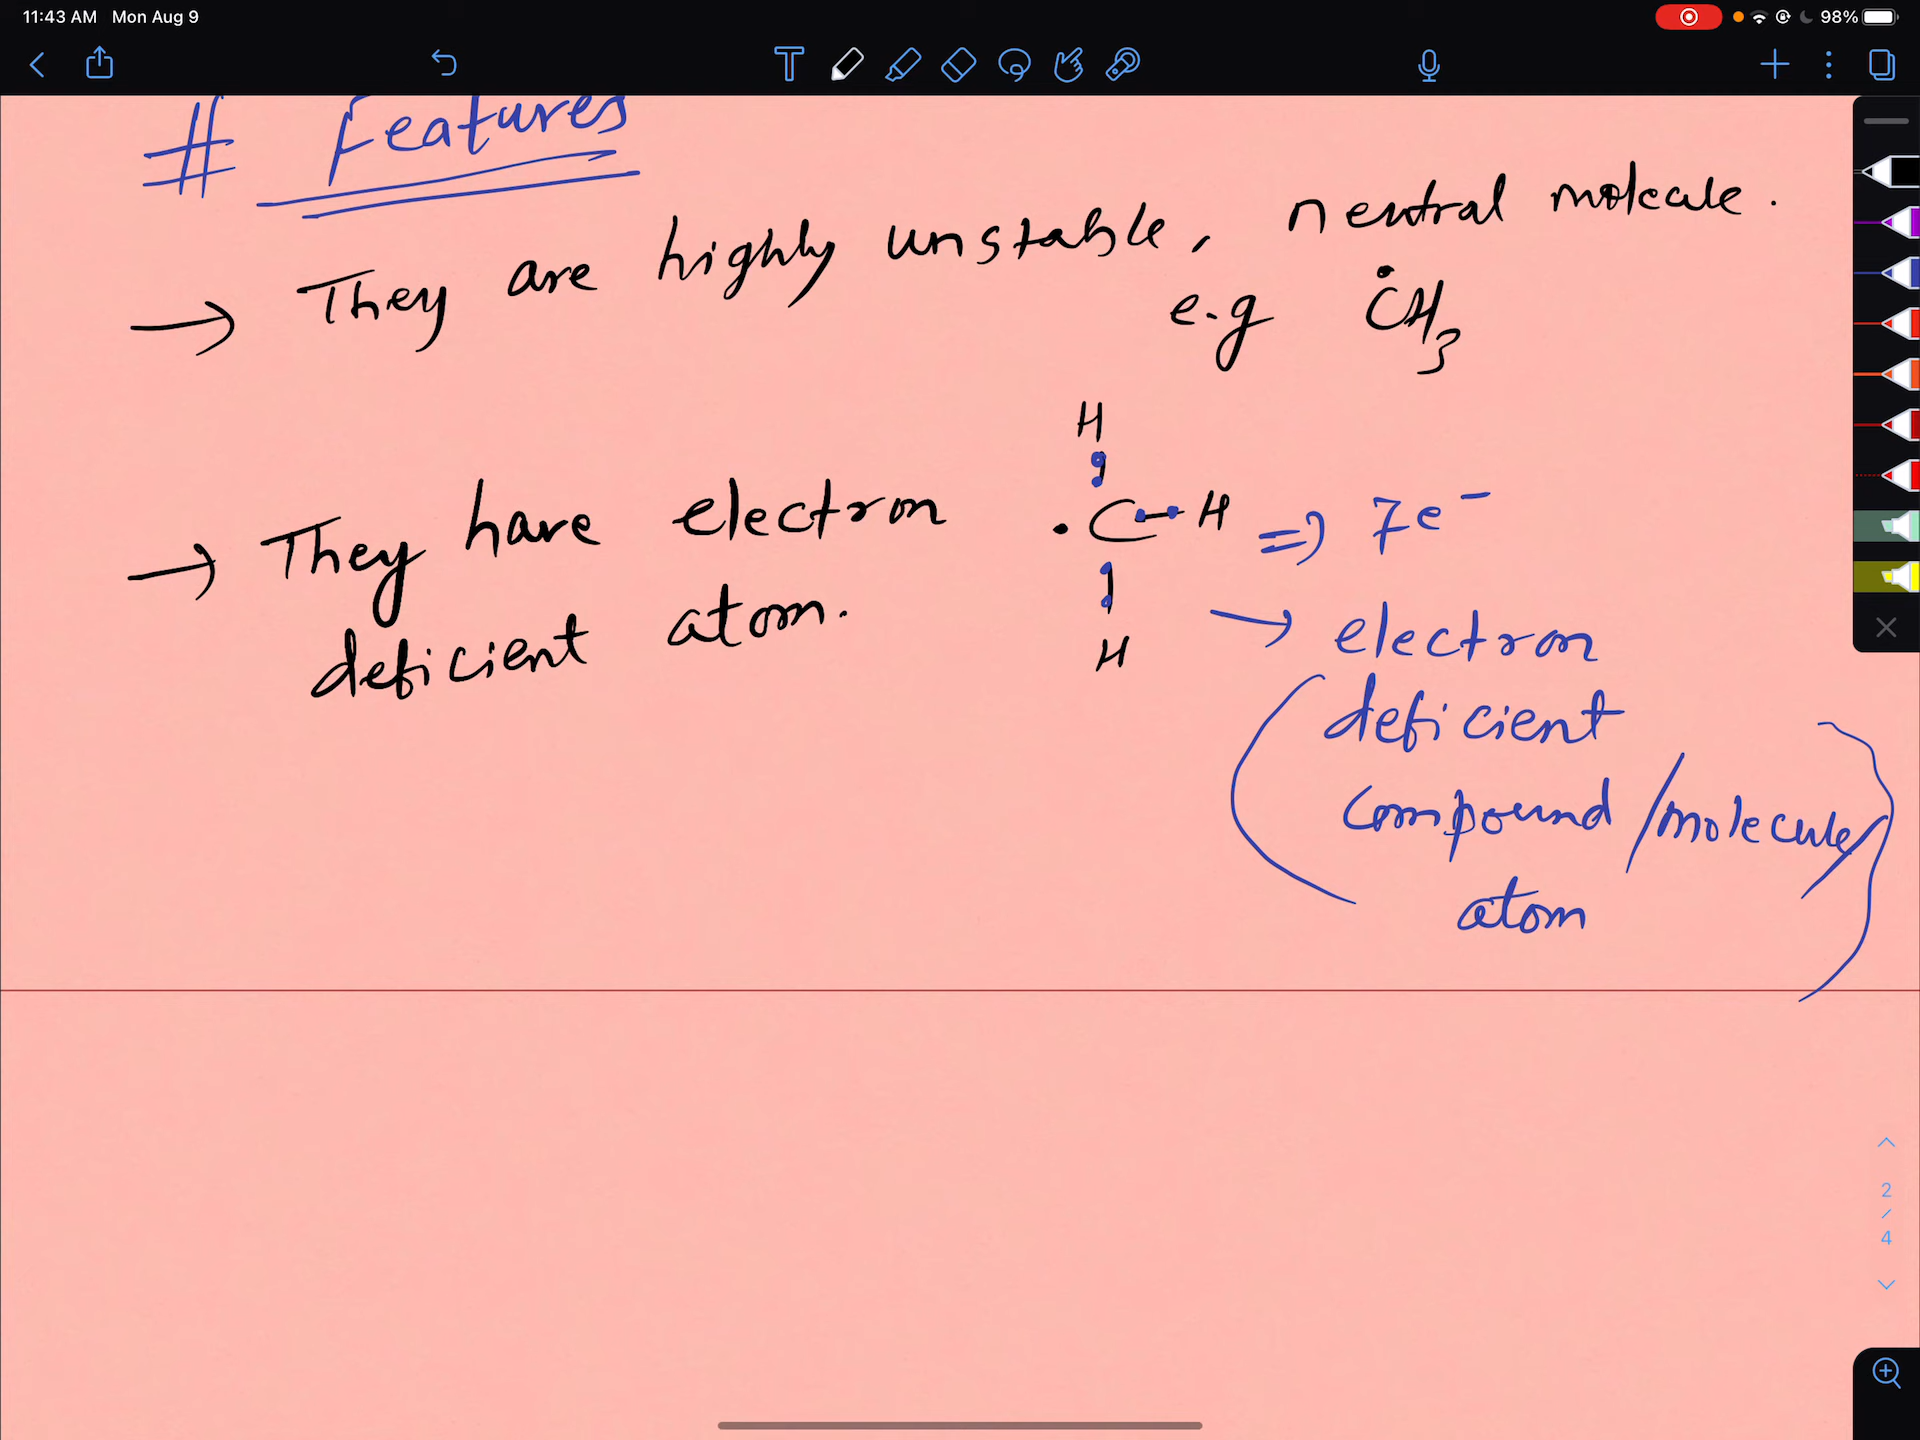 11:43 AM Mon Aug 9
98%
# Features
→ They are highly unstable, neutral molecule.
e.g ĊH₃
H
→ They have electron
· C – H ⇒ 7e⁻
deficient atom.
H
→ electron
deficient
compound/molecule/
atom
2
/
4